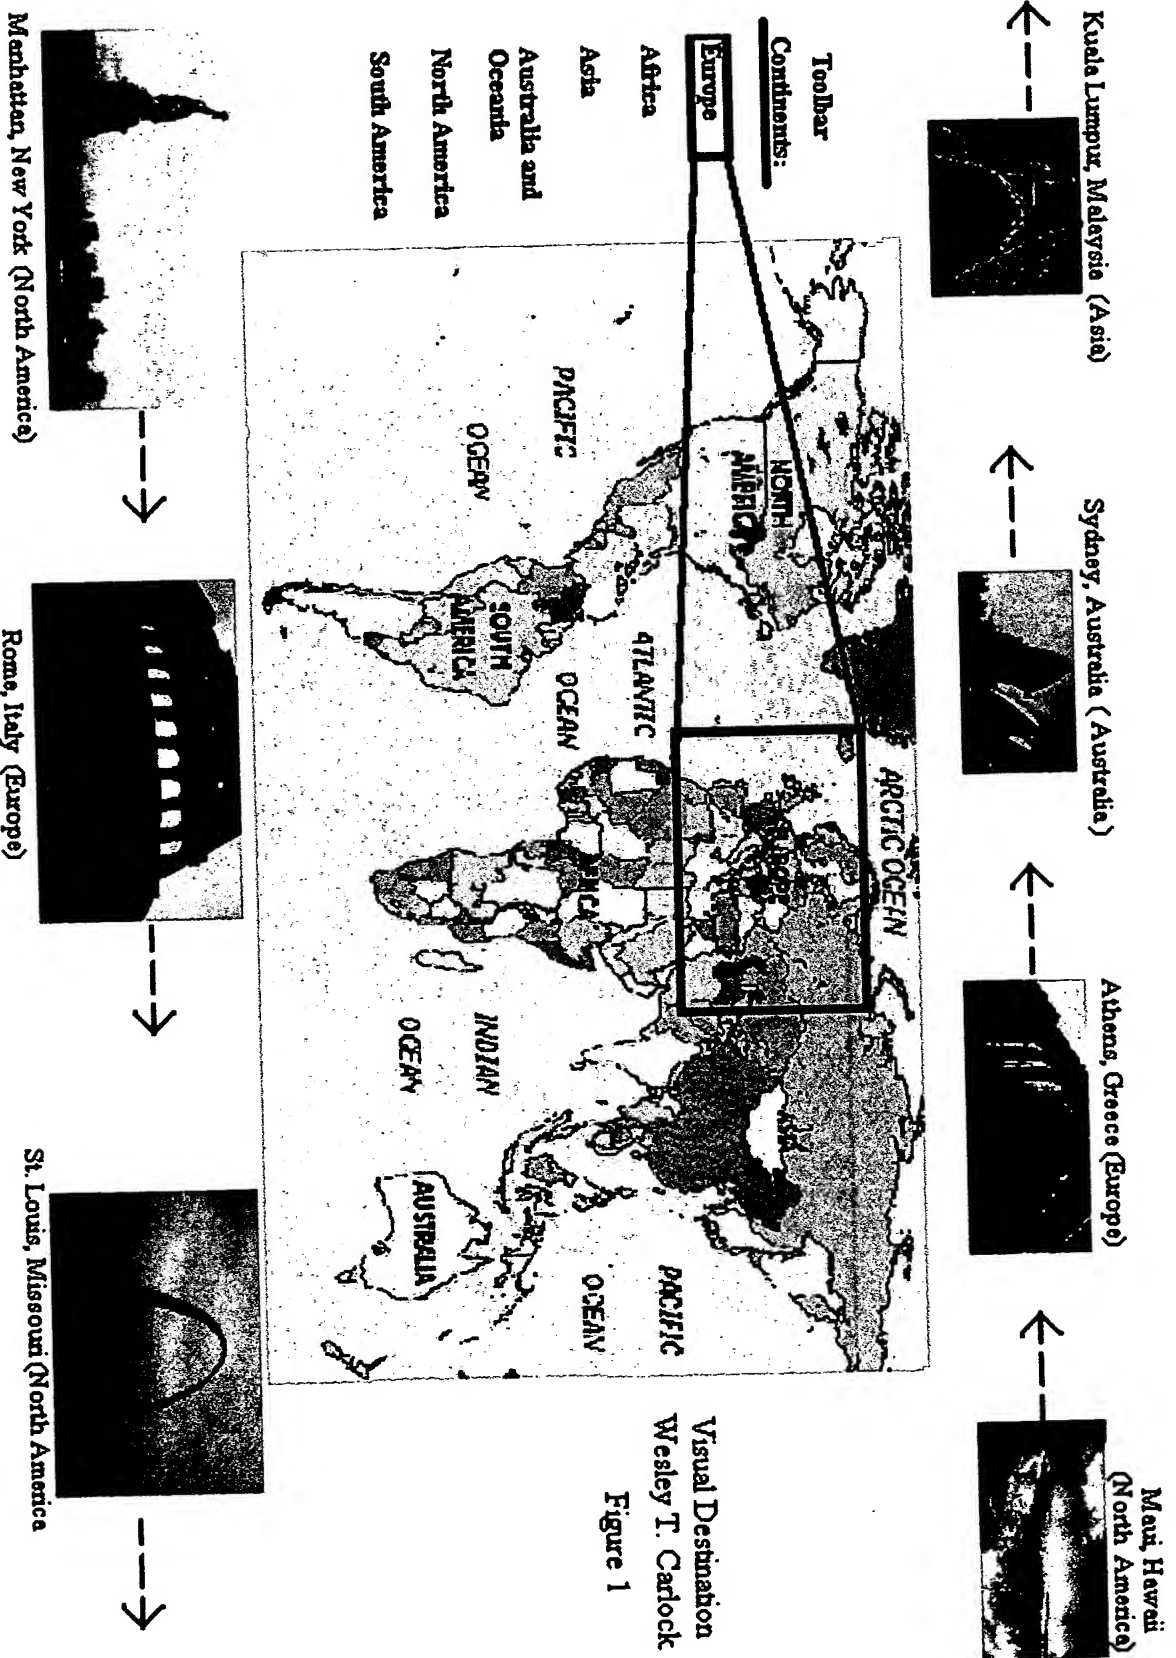 Kuala Lumpur, Malaysia (Asia)
Sydney, Australia ( Australia )
Athens, Greece (Europe)
Maui, Hawaii
(North America)
Toolbar
Continents:
Europe
Africa
Asia
Australia and
Oceania
North America
South America
ARCTIC OCEAN
NORTH
AMERICA
EUROPE
ASIA
PACIFIC
OCEAN
ATLANTIC
OCEAN
AFRICA
PACIFIC
OCEAN
SOUTH
AMERICA
INDIAN
OCEAN
AUSTRALIA
Visual Destination
Wesley T. Carlock
Figure 1
Manhattan, New York (North America)
Rome, Italy (Europe)
St. Louis, Missouri (North America